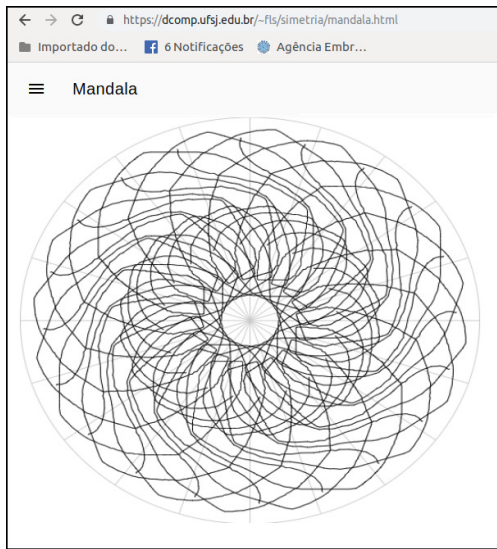 https://dcomp.ufsj.edu.br/~fls/simetria/mandala.html
Importado do... 6 Notificações Agência Embr...
Mandala